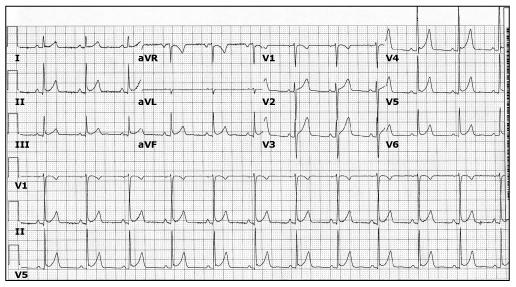 I aVR V1 V4
II aVL V2 V5
III aVF V3 V6
V1
II
V5